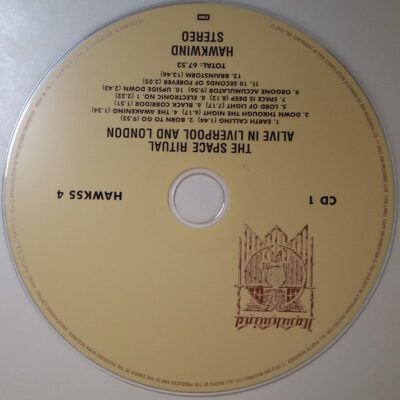 Hawkwind
CD 1
HAWKSS 4
THE SPACE RITUAL
ALIVE IN LIVERPOOL AND LONDON
1. EARTH CALLING (1.44) 2. BORN TO GO (9.55)
3. DOWN THROUGH THE NIGHT (6.17) 4. THE AWAKENING (1.34)
5. LORD OF LIGHT (7.17) 6. BLACK CORRIDOR (1.51)
7. SPACE IS DEEP (8.12) 8. ELECTRONIC NO. 1 (2.32)
9. ORGONE ACCUMULATOR (9.56) 10. UPSIDE DOWN (2.43)
11. 10 SECONDS OF FOREVER (2.05)
12. BRAINSTORM (13.46)
TOTAL: 67.53
HAWKWIND
STEREO
EMI